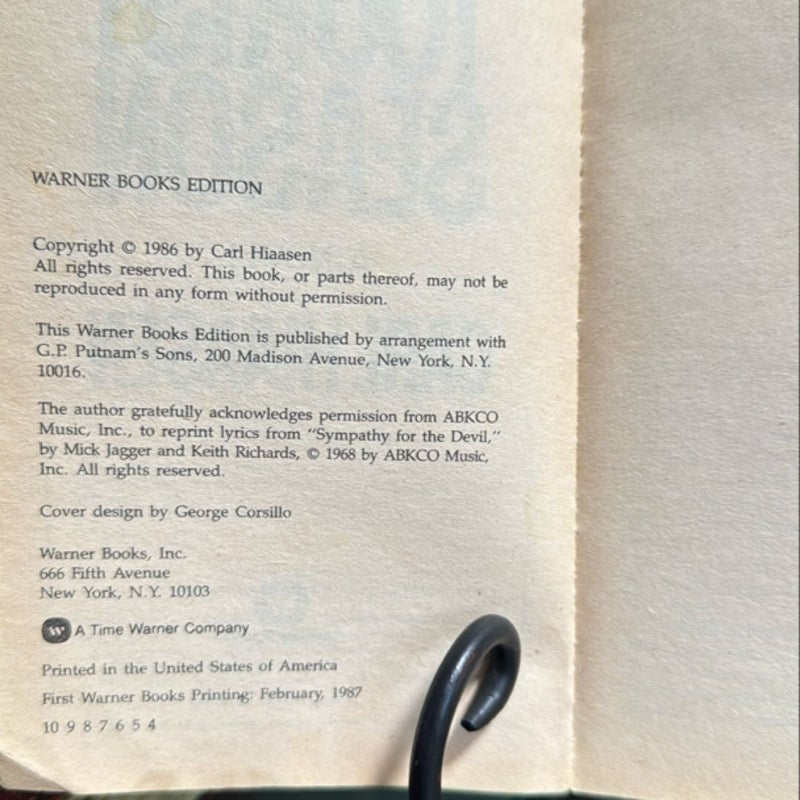 WARNER BOOKS EDITION
Copyright © 1986 by Carl Hiaasen
All rights reserved. This book, or parts thereof, may not be
reproduced in any form without permission.
This Warner Books Edition is published by arrangement with
G.P. Putnam's Sons, 200 Madison Avenue, New York, N.Y.
10016.
The author gratefully acknowledges permission from ABKCO
Music, Inc., to reprint lyrics from “Sympathy for the Devil,”
by Mick Jagger and Keith Richards, © 1968 by ABKCO Music,
Inc. All rights reserved.
Cover design by George Corsillo
Warner Books, Inc.
666 Fifth Avenue
New York, N.Y. 10103
A Time Warner Company
Printed in the United States of America
First Warner Books Printing: February, 1987
10 9 8 7 6 5 4